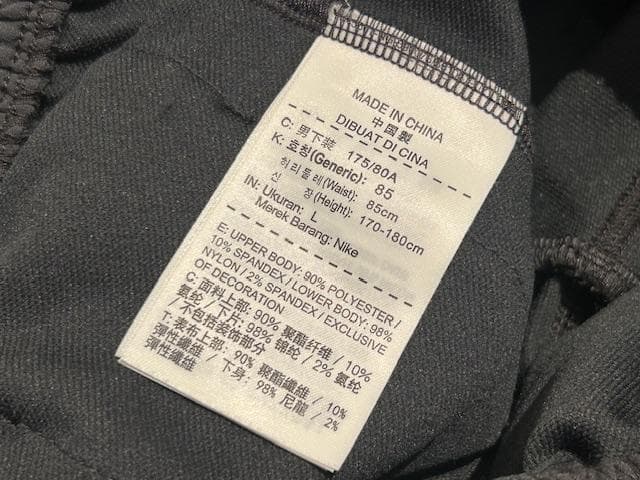 MADE IN CHINA
中国製
DIBUAT DI CINA
C: 男下装 175/80A
K: 호칭(Generic): 85
허리둘레(Waist): 85cm
신 장(Height): 170-180cm
IN: Ukuran: L
Merek Barang: Nike
E: UPPER BODY: 90% POLYESTER /
10% SPANDEX / LOWER BODY: 98%
NYLON / 2% SPANDEX / EXCLUSIVE
OF DECORATION
C: 面料上部: 90% 聚酯纤维 / 10%
氨纶 / 下片: 98% 锦纶 / 2% 氨纶
/ 不包括装饰部分
T: 表布上部: 90% 聚酯纖維 / 10%
彈性纖維 / 下身: 98% 尼龍 / 2%
彈性纖維